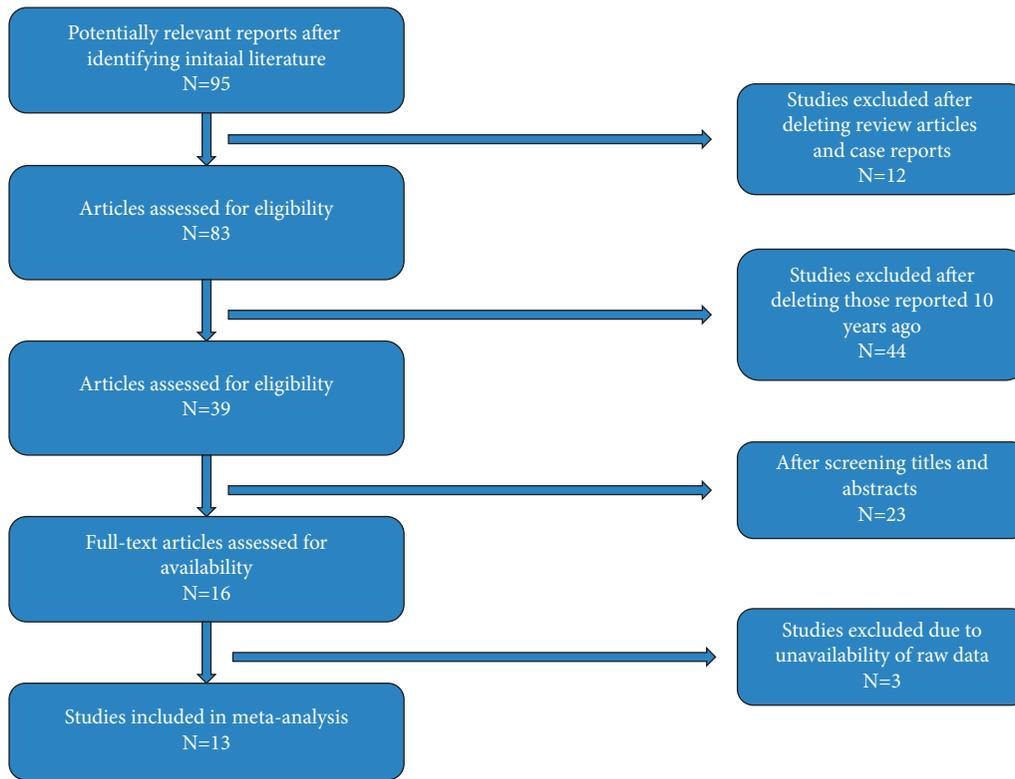 Potentially relevant reports after
identifying initaial literature
N=95
Studies excluded after
deleting review articles
and case reports
N=12
Articles assessed for eligibility
N=83
Studies excluded after
deleting those reported 10
years ago
N=44
Articles assessed for eligibility
N=39
After screening titles and
abstracts
N=23
Full-text articles assessed for
availability
N=16
Studies excluded due to
unavailability of raw data
N=3
Studies included in meta-analysis
N=13